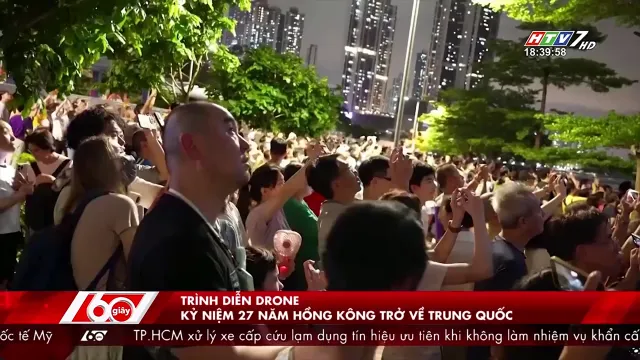 HTV7HD
18:39:58
TRÌNH DIỄN DRONE
60 giây
KỶ NIỆM 27 NĂM HỒNG KÔNG TRỞ VỀ TRUNG QUỐC
ốc tế Mỹ 60 TP.HCM xử lý xe cấp cứu lạm dụng tín hiệu ưu tiên khi không làm nhiệm vụ khẩn cấ